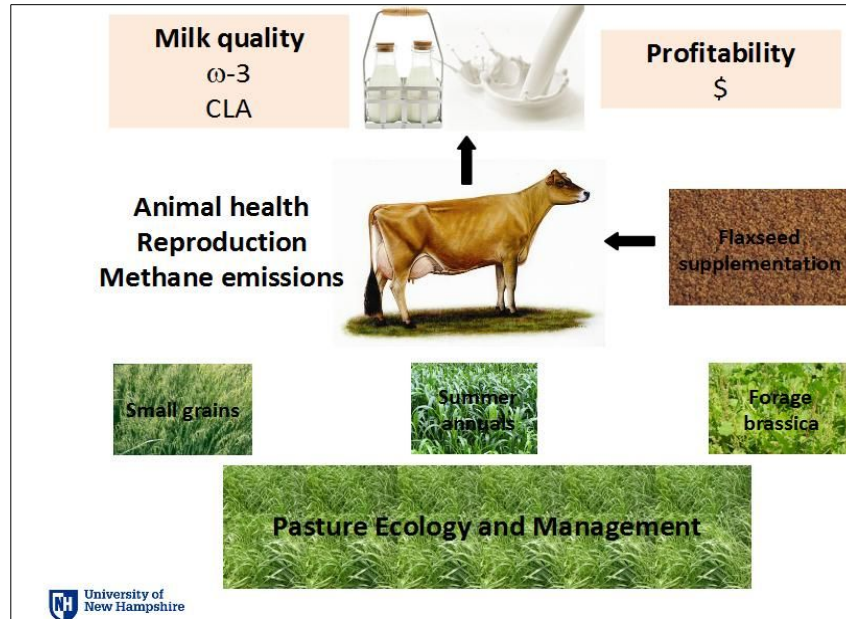 Milk quality
ω-3
CLA
Profitability
$
Animal health
Reproduction
Methane emissions
Flaxseed
supplementation
Small grains
Summer
annuals
Forage
brassica
Pasture Ecology and Management
NH
University of
New Hampshire